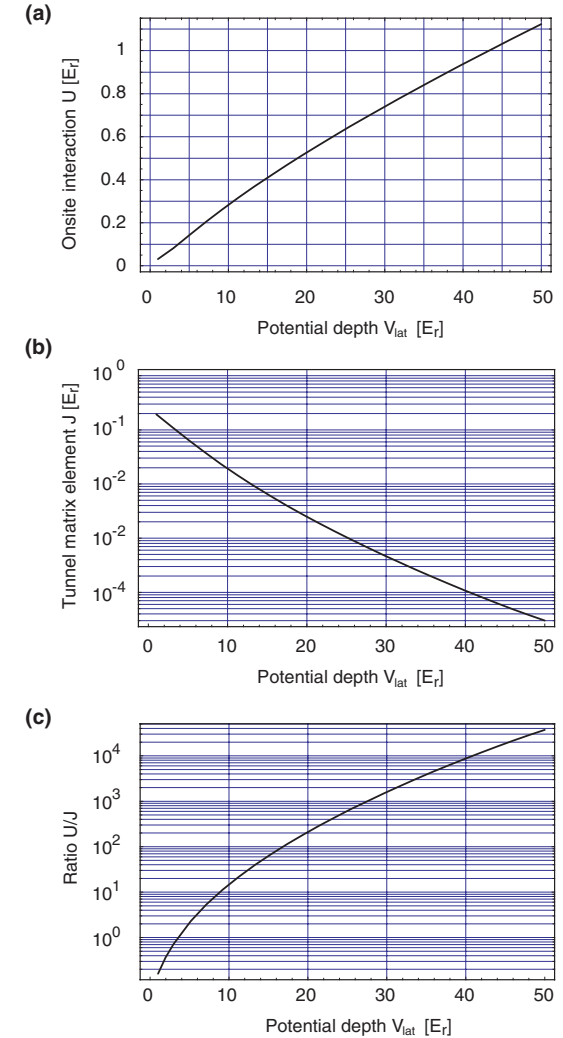 (a)
Onsite interaction U [Er]
1
0.8
0.6
0.4
0.2
0
0 10 20 30 40 50
Potential depth Vlat [Er]
(b)
Tunnel matrix element J [Er]
10^0
10^-1
10^-2
10^-2
10^-4
0 10 20 30 40 50
Potential depth Vlat [Er]
(c)
Ratio U/J
10^4
10^3
10^2
10^1
10^0
0 10 20 30 40 50
Potential depth Vlat [Er]